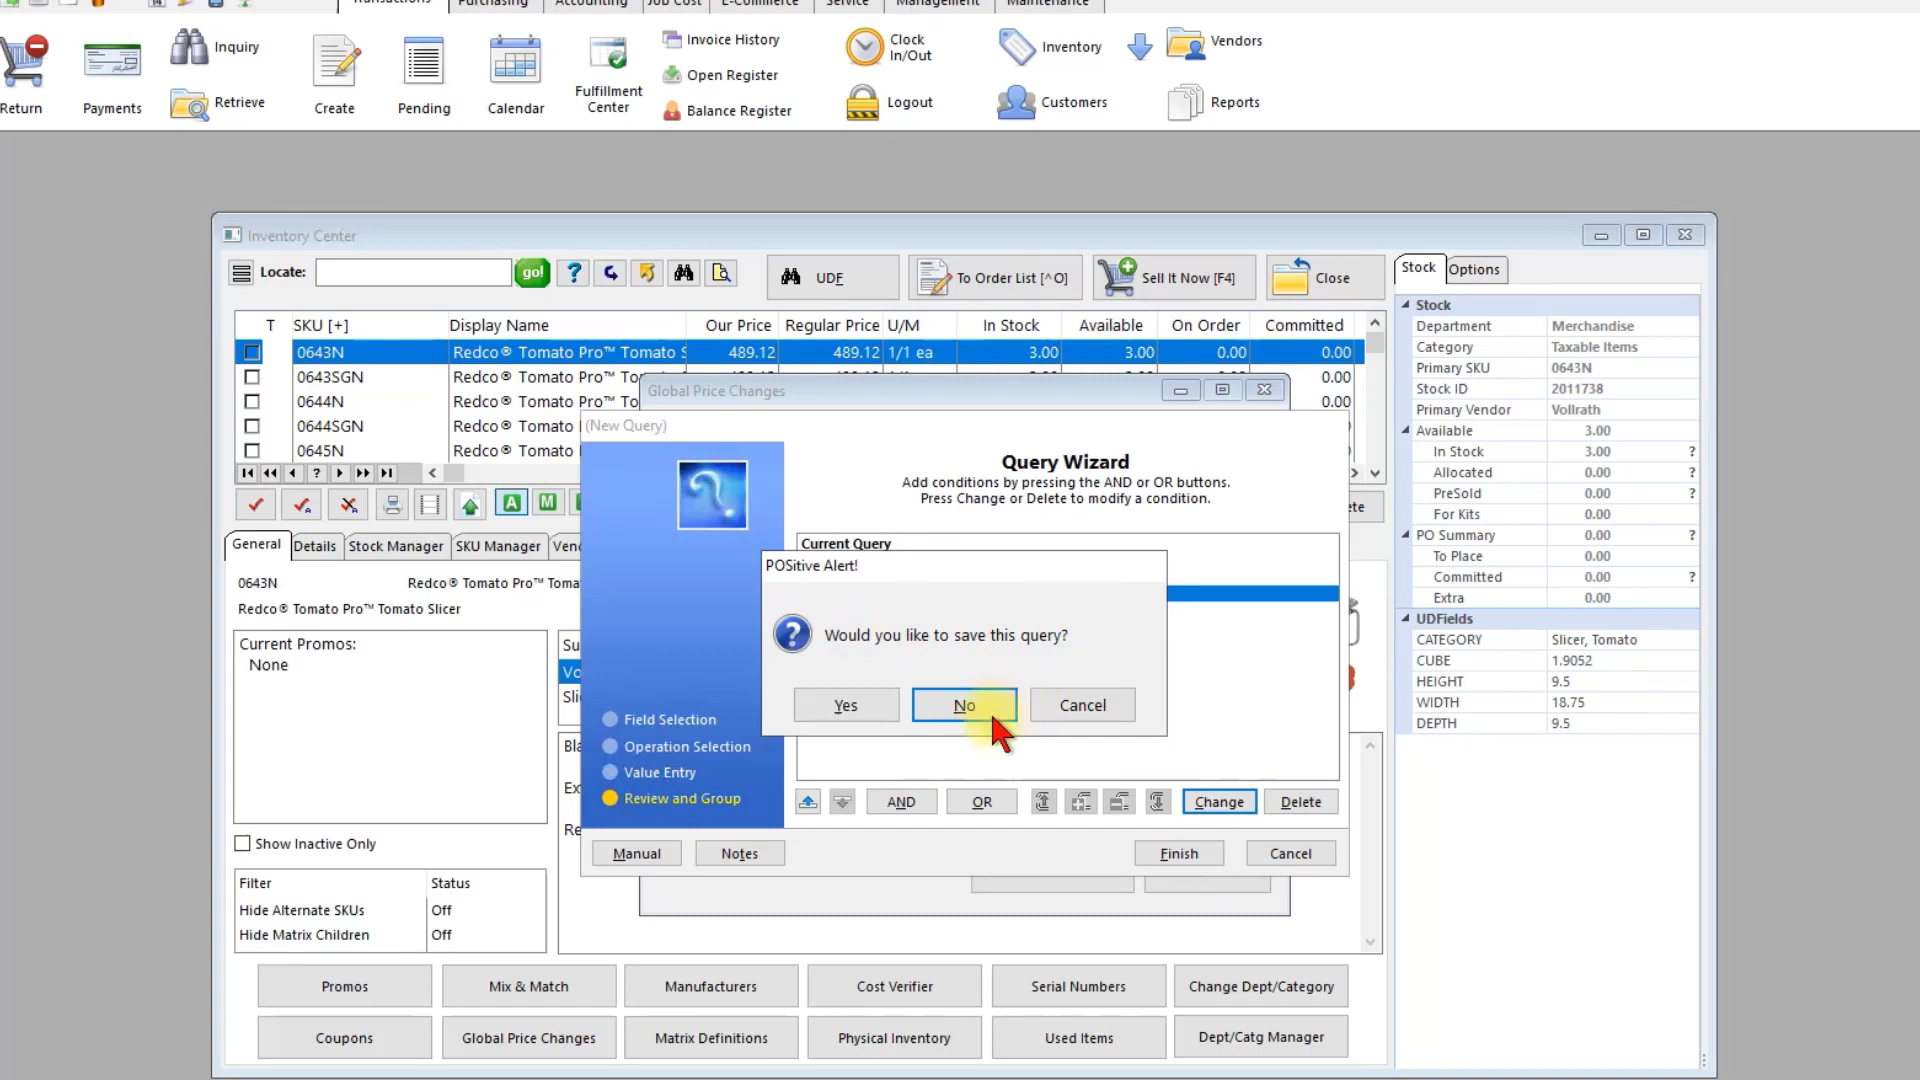 Transactions
Purchasing
Accounting
Job Cost
E-Commerce
Service
Management
Maintenance
Return
Payments
Inquiry
Retrieve
Create
Pending
Calendar
Fulfillment
Center
Invoice History
Open Register
Balance Register
Clock
In/Out
Logout
Inventory
Customers
Vendors
Reports
Inventory Center
Locate:
go!
UDF
To Order List [^O]
Sell It Now [F4]
Close
Stock
Options
T SKU [+] Display Name Our Price Regular Price U/M In Stock Available On Order Committed
0643N Redco® Tomato Pro™ Tomato S 489.12 489.12 1/1 ea 3.00 3.00 0.00 0.00
0643SGN Redco® Tomato Pro™ To 0.00
0644N Redco® Tomato Pro™ To 0.00
0644SGN Redco® Tomato Pro™ To
0645N Redco® Tomato
Global Price Changes
(New Query)
Query Wizard
Add conditions by pressing the AND or OR buttons.
Press Change or Delete to modify a condition.
Current Query
POSitive Alert!
Would you like to save this query?
Yes
No
Cancel
Field Selection
Operation Selection
Value Entry
Review and Group
AND
OR
Change
Delete
Manual
Notes
Finish
Cancel
A
M
ete
General
Details
Stock Manager
SKU Manager
Venc
0643N Redco® Tomato Pro™ Toma
Redco® Tomato Pro™ Tomato Slicer
Current Promos:
None
Su
Vo
Sli
Bla
Ex
Re
Show Inactive Only
Filter Status
Hide Alternate SKUs Off
Hide Matrix Children Off
Promos
Mix & Match
Manufacturers
Cost Verifier
Serial Numbers
Change Dept/Category
Coupons
Global Price Changes
Matrix Definitions
Physical Inventory
Used Items
Dept/Catg Manager
Stock
Department Merchandise
Category Taxable Items
Primary SKU 0643N
Stock ID 2011738
Primary Vendor Vollrath
Available 3.00
In Stock 3.00 ?
Allocated 0.00 ?
PreSold 0.00 ?
For Kits 0.00
PO Summary 0.00 ?
To Place 0.00
Committed 0.00 ?
Extra 0.00
UDFields
CATEGORY Slicer, Tomato
CUBE 1.9052
HEIGHT 9.5
WIDTH 18.75
DEPTH 9.5